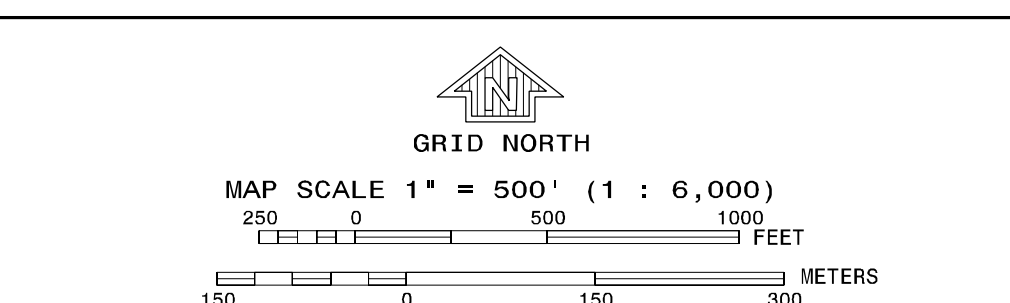 N
GRID NORTH
MAP SCALE 1" = 500' (1 : 6,000)
250 0 500 1000
FEET
METERS
150 0 150 300